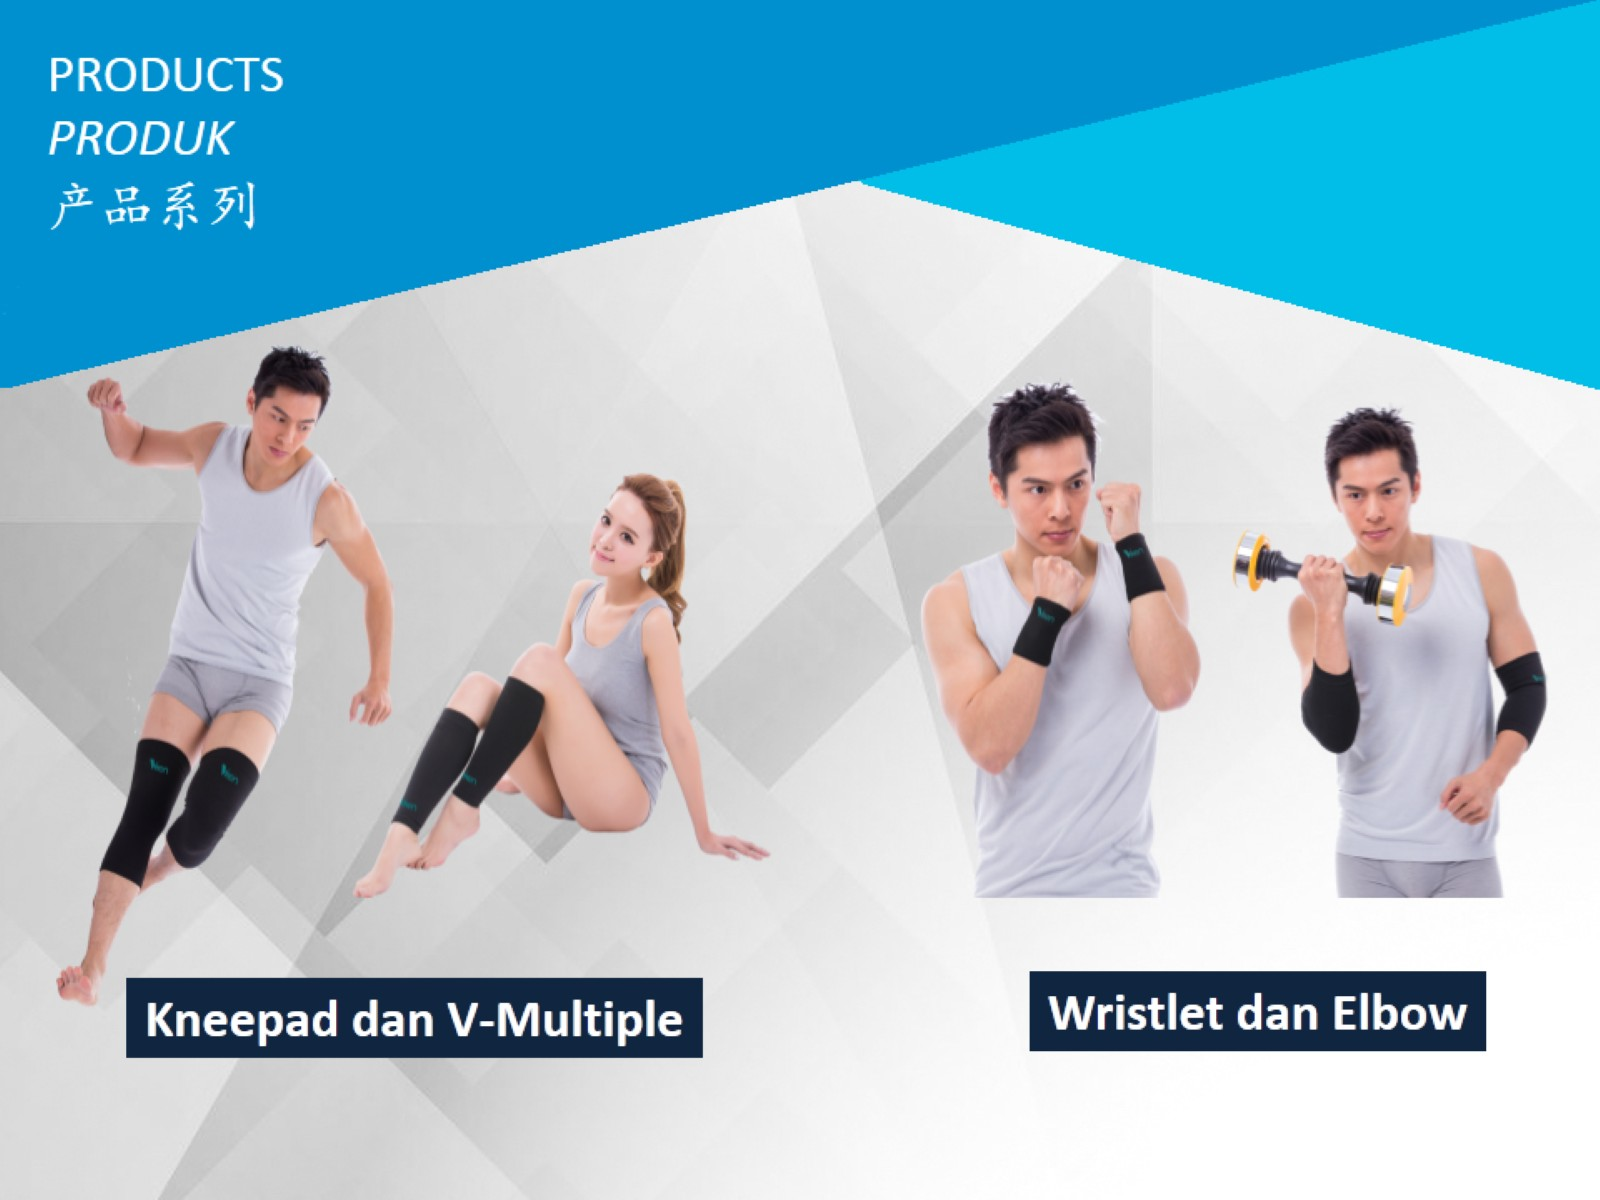 PRODUCTS
PRODUK
产品系列
Kneepad dan V-Multiple
Wristlet dan Elbow